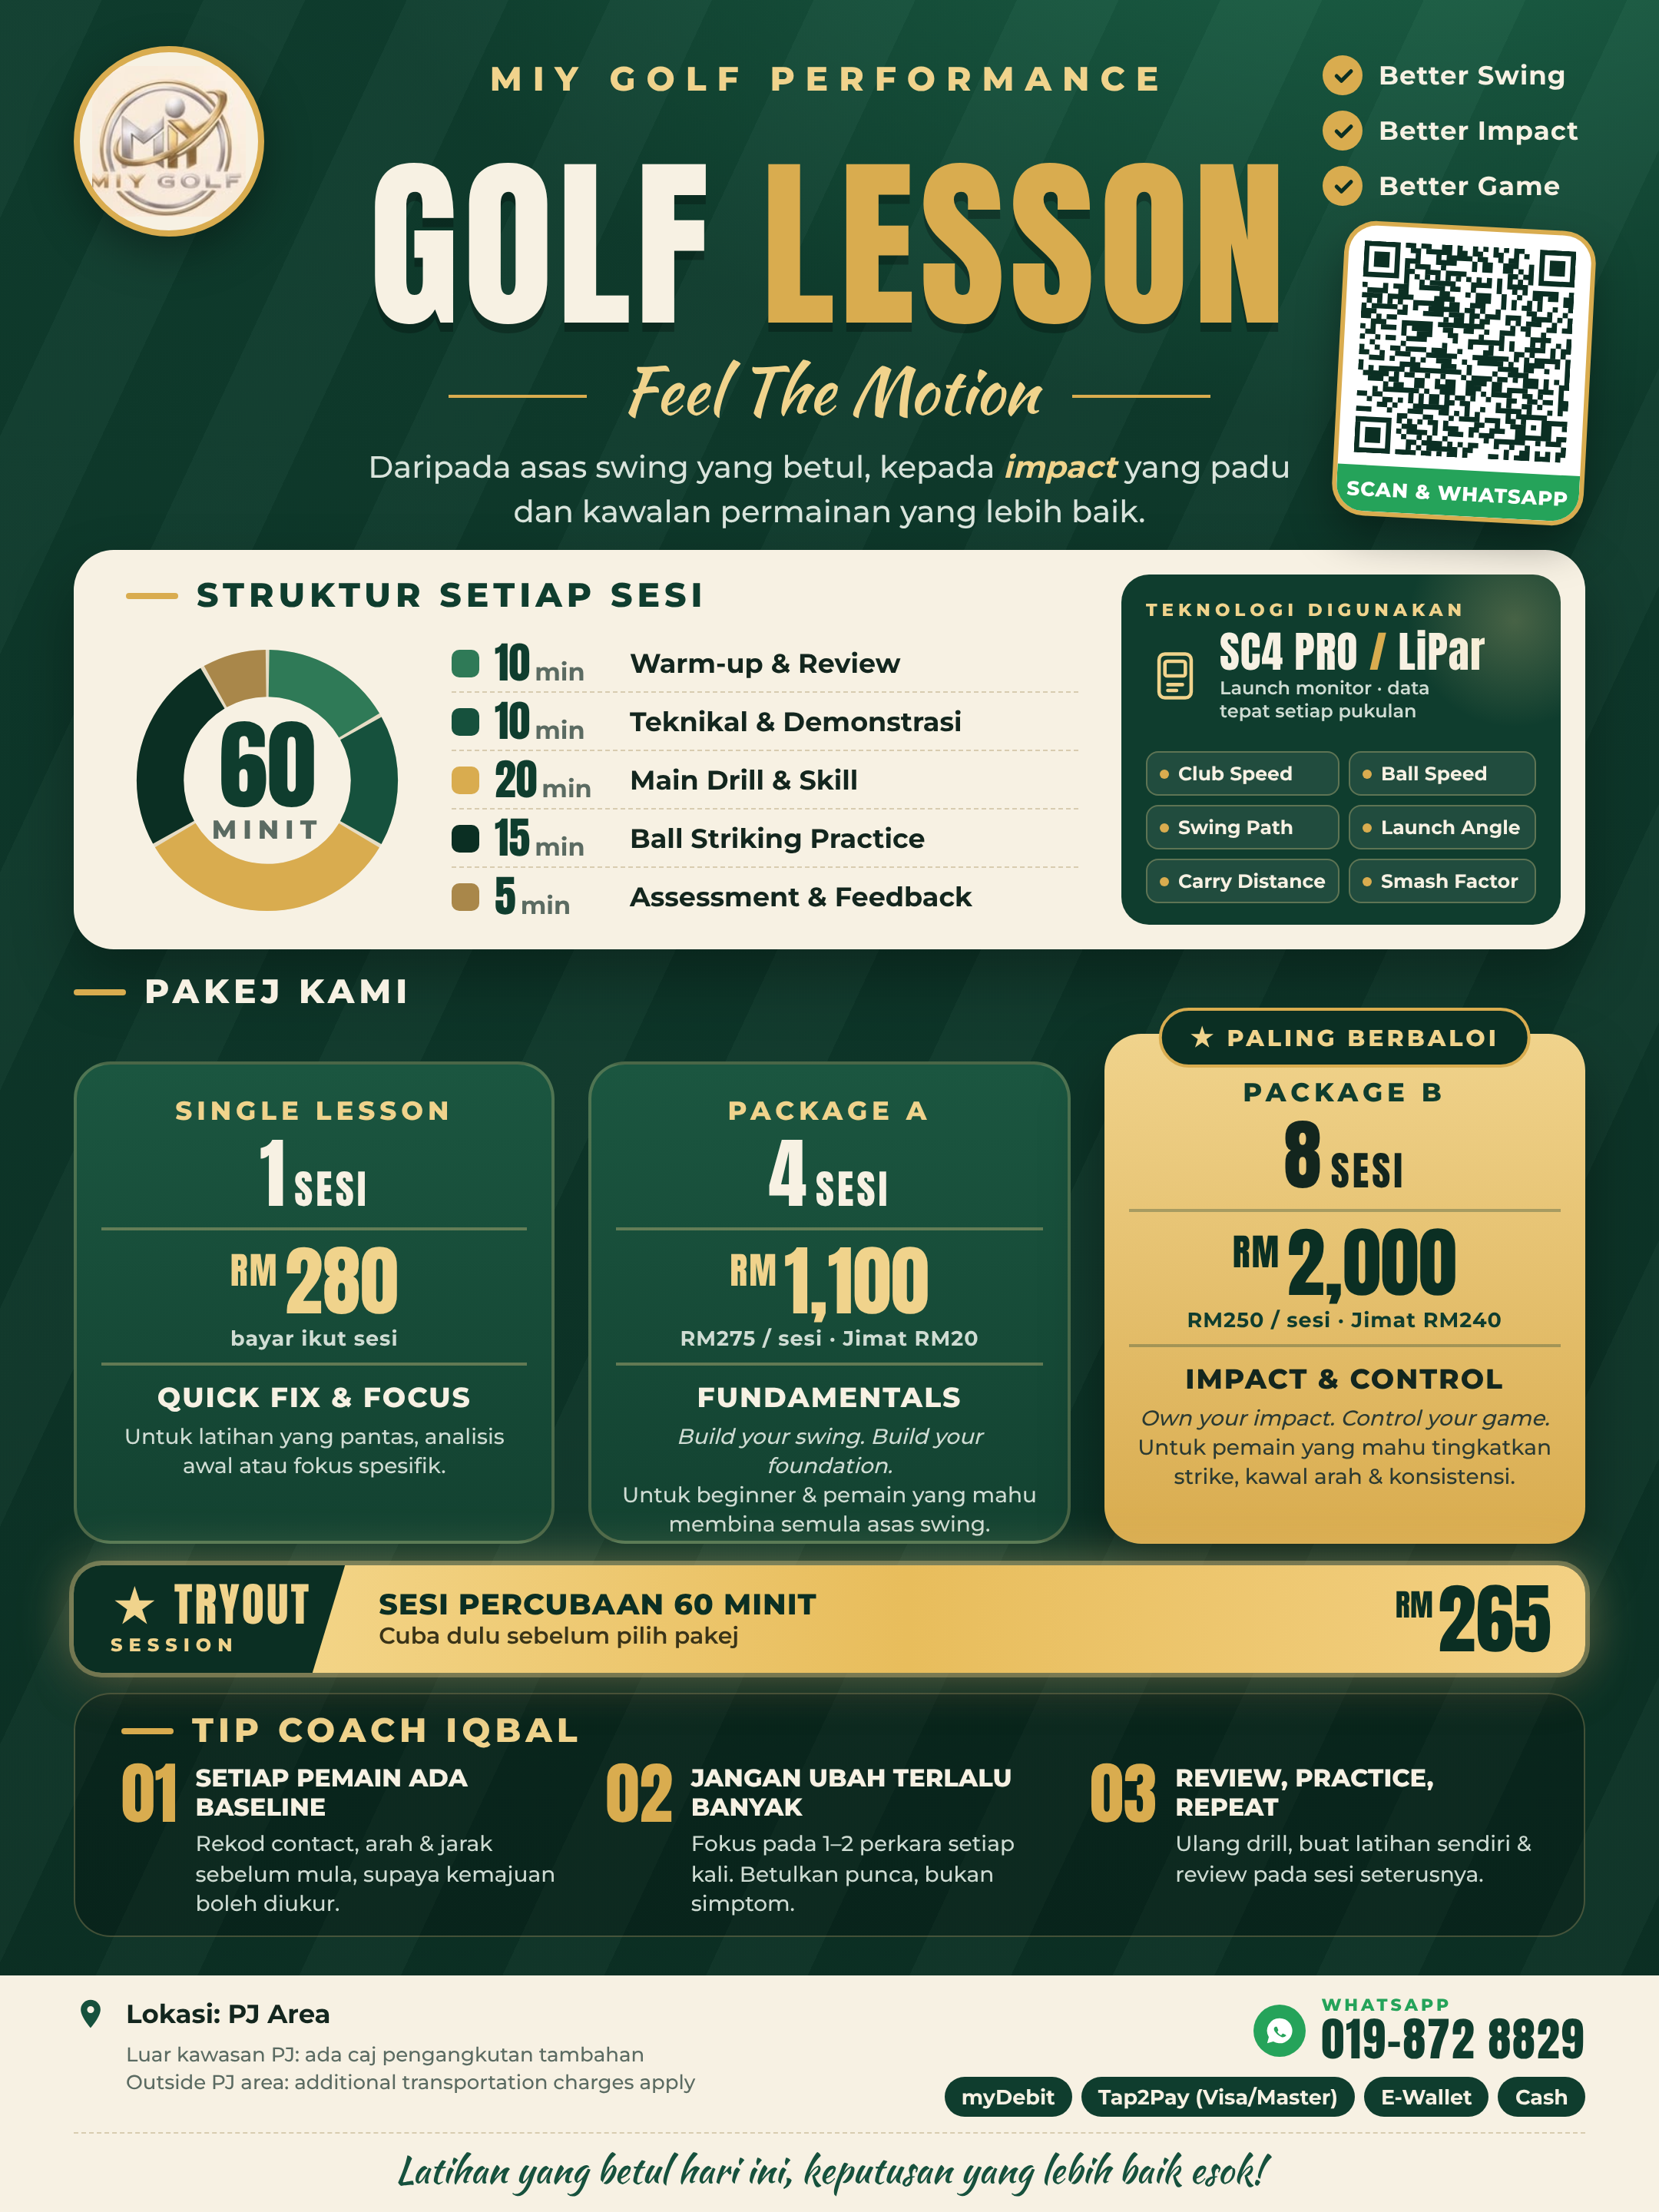 MIY GOLF
MIY GOLF PERFORMANCE
GOLF LESSON
Feel The Motion
Daripada asas swing yang betul, kepada impact yang padu
dan kawalan permainan yang lebih baik.
Better Swing
Better Impact
Better Game
SCAN & WHATSAPP
STRUKTUR SETIAP SESI
60
MINIT
10 min Warm-up & Review
10 min Teknikal & Demonstrasi
20 min Main Drill & Skill
15 min Ball Striking Practice
5 min Assessment & Feedback
TEKNOLOGI DIGUNAKAN
SC4 PRO / LiPar
Launch monitor · data
tepat setiap pukulan
Club Speed
Ball Speed
Swing Path
Launch Angle
Carry Distance
Smash Factor
PAKEJ KAMI
SINGLE LESSON
1 SESI
RM 280
bayar ikut sesi
QUICK FIX & FOCUS
Untuk latihan yang pantas, analisis
awal atau fokus spesifik.
PACKAGE A
4 SESI
RM 1,100
RM275 / sesi · Jimat RM20
FUNDAMENTALS
Build your swing. Build your
foundation.
Untuk beginner & pemain yang mahu
membina semula asas swing.
★ PALING BERBALOI
PACKAGE B
8 SESI
RM 2,000
RM250 / sesi · Jimat RM240
IMPACT & CONTROL
Own your impact. Control your game.
Untuk pemain yang mahu tingkatkan
strike, kawal arah & konsistensi.
★ TRYOUT
SESSION
SESI PERCUBAAN 60 MINIT
Cuba dulu sebelum pilih pakej
RM 265
TIP COACH IQBAL
01
SETIAP PEMAIN ADA
BASELINE
Rekod contact, arah & jarak
sebelum mula, supaya kemajuan
boleh diukur.
02
JANGAN UBAH TERLALU
BANYAK
Fokus pada 1–2 perkara setiap
kali. Betulkan punca, bukan
simptom.
03
REVIEW, PRACTICE,
REPEAT
Ulang drill, buat latihan sendiri &
review pada sesi seterusnya.
Lokasi: PJ Area
Luar kawasan PJ: ada caj pengangkutan tambahan
Outside PJ area: additional transportation charges apply
WHATSAPP
019-872 8829
myDebit
Tap2Pay (Visa/Master)
E-Wallet
Cash
Latihan yang betul hari ini, keputusan yang lebih baik esok!